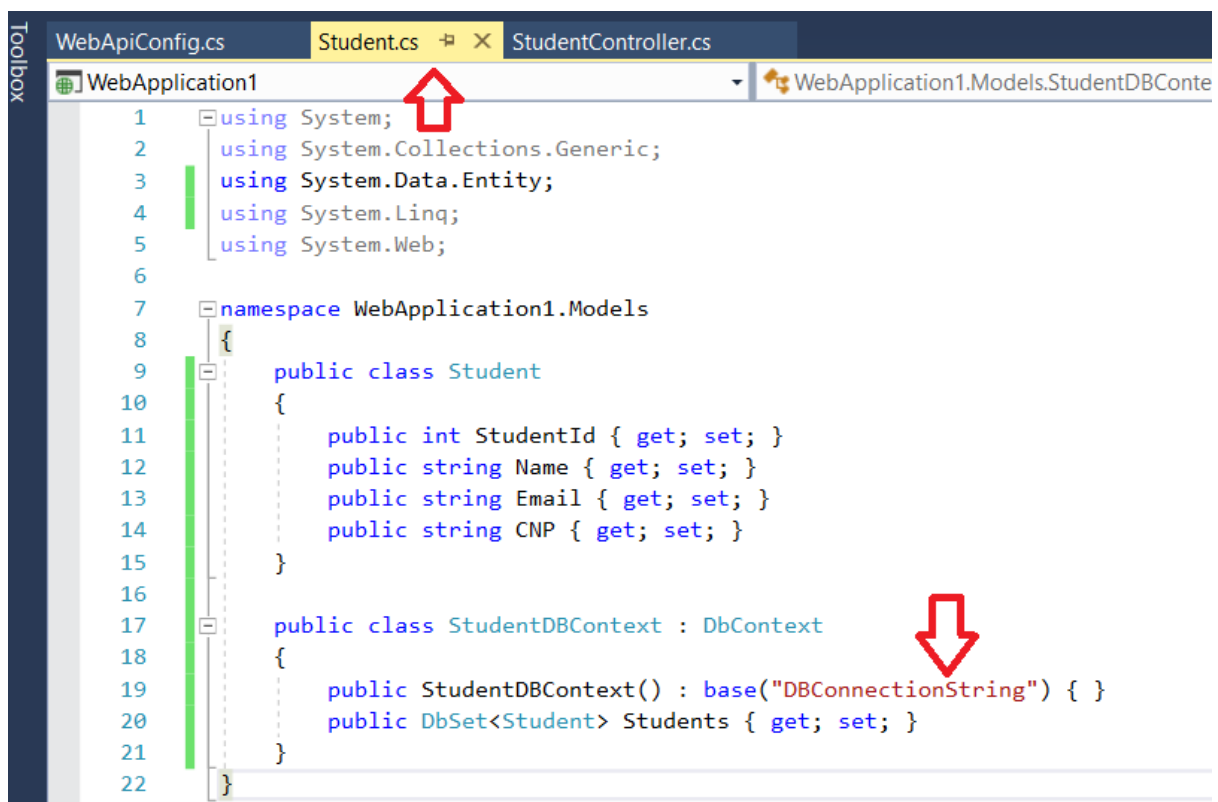 Toolbox
WebApiConfig.cs Student.cs StudentController.cs
WebApplication1 WebApplication1.Models.StudentDBConte
1 using System;
2 using System.Collections.Generic;
3 using System.Data.Entity;
4 using System.Linq;
5 using System.Web;
6
7 namespace WebApplication1.Models
8 {
9     public class Student
10     {
11         public int StudentId { get; set; }
12         public string Name { get; set; }
13         public string Email { get; set; }
14         public string CNP { get; set; }
15     }
16
17     public class StudentDBContext : DbContext
18     {
19         public StudentDBContext() : base("DBConnectionString") { }
20         public DbSet<Student> Students { get; set; }
21     }
22 }